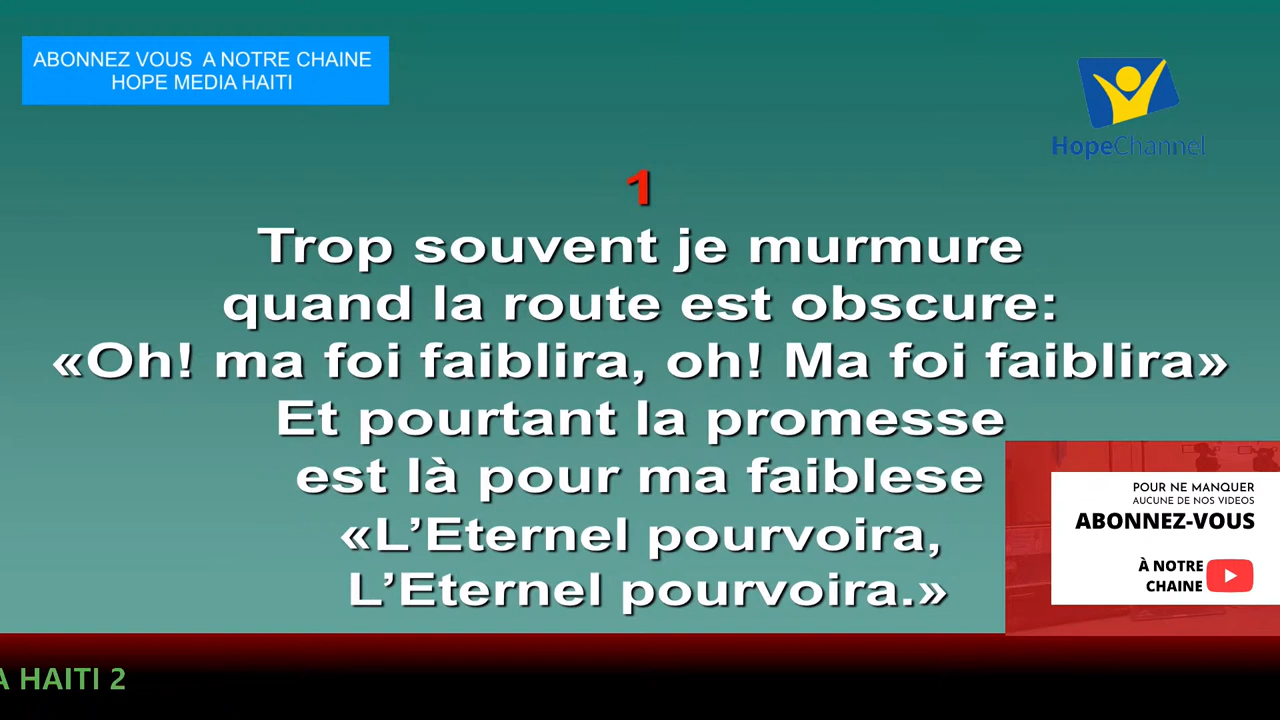 ABONNEZ VOUS A NOTRE CHAINE
HOPE MEDIA HAITI
HopeChannel
1
Trop souvent je murmure
quand la route est obscure:
«Oh! ma foi faiblira, oh! Ma foi faiblira»
Et pourtant la promesse
est là pour ma faiblese
«L’Eternel pourvoira,
L’Eternel pourvoira.»
POUR NE MANQUER
AUCUNE DE NOS VIDEOS
ABONNEZ-VOUS
À NOTRE
CHAINE
A HAITI 2